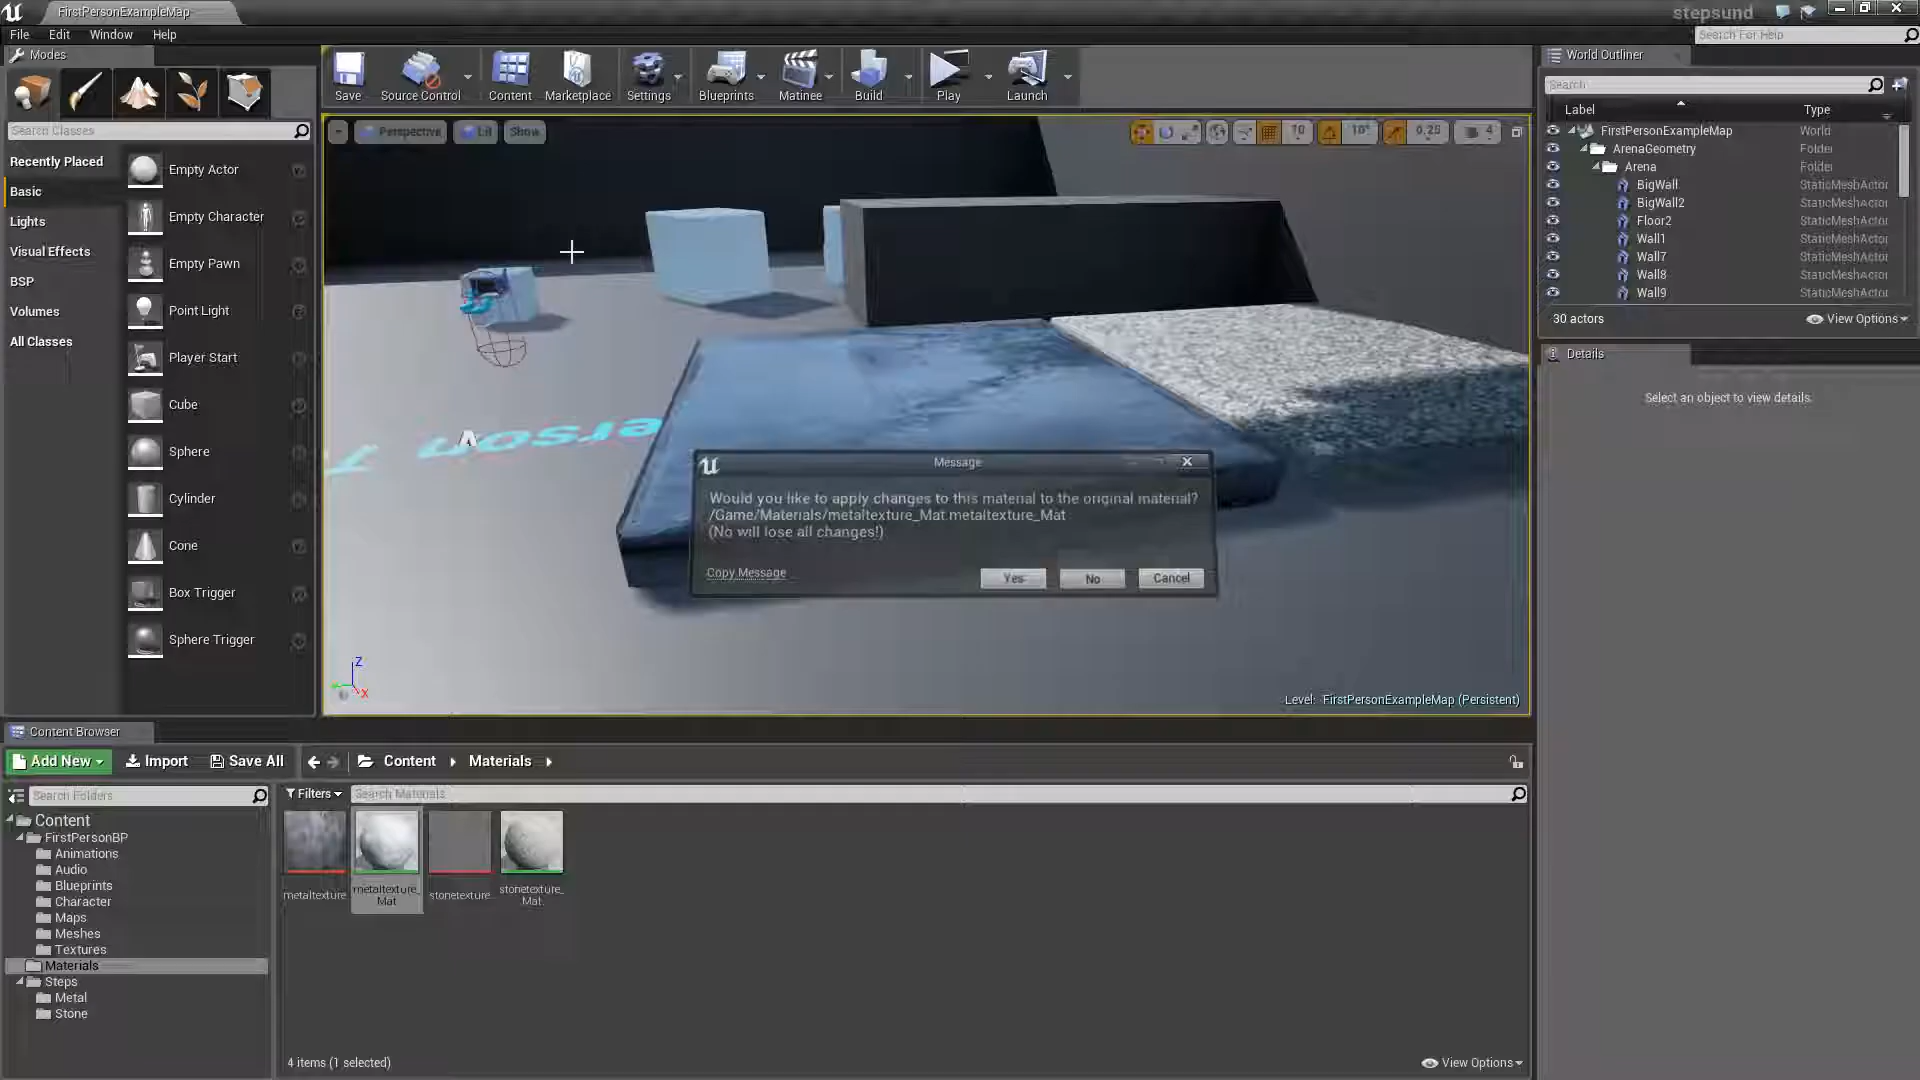 FirstPersonExampleMap
stepsund
File Edit Window Help
Search For Help
Modes
Search Classes
Recently Placed
Basic
Lights
Visual Effects
BSP
Volumes
All Classes
Empty Actor
Empty Character
Empty Pawn
Point Light
Player Start
Cube
Sphere
Cylinder
Cone
Box Trigger
Sphere Trigger
Save Source Control Content Marketplace Settings Blueprints Matinee Build Play Launch
Perspective Lit Show
10 10° 0.25 4
erson
Message
Would you like to apply changes to this material to the original material?
/Game/Materials/metaltexture_Mat.metaltexture_Mat
(No will lose all changes!)
Copy Message
Yes No Cancel
Z
X
Level: FirstPersonExampleMap (Persistent)
World Outliner
Search
Label Type
FirstPersonExampleMap World
ArenaGeometry Folder
Arena Folder
BigWall StaticMeshActor
BigWall2 StaticMeshActor
Floor2 StaticMeshActor
Wall1 StaticMeshActor
Wall7 StaticMeshActor
Wall8 StaticMeshActor
Wall9 StaticMeshActor
30 actors View Options
Details
Select an object to view details.
Content Browser
Add New Import Save All Content Materials
Search Folders
Filters Search Materials
Content
FirstPersonBP
Animations
Audio
Blueprints
Character
Maps
Meshes
Textures
Materials
Steps
Metal
Stone
metaltexture
metaltexture_
Mat
stonetexture
stonetexture_
Mat
4 items (1 selected) View Options